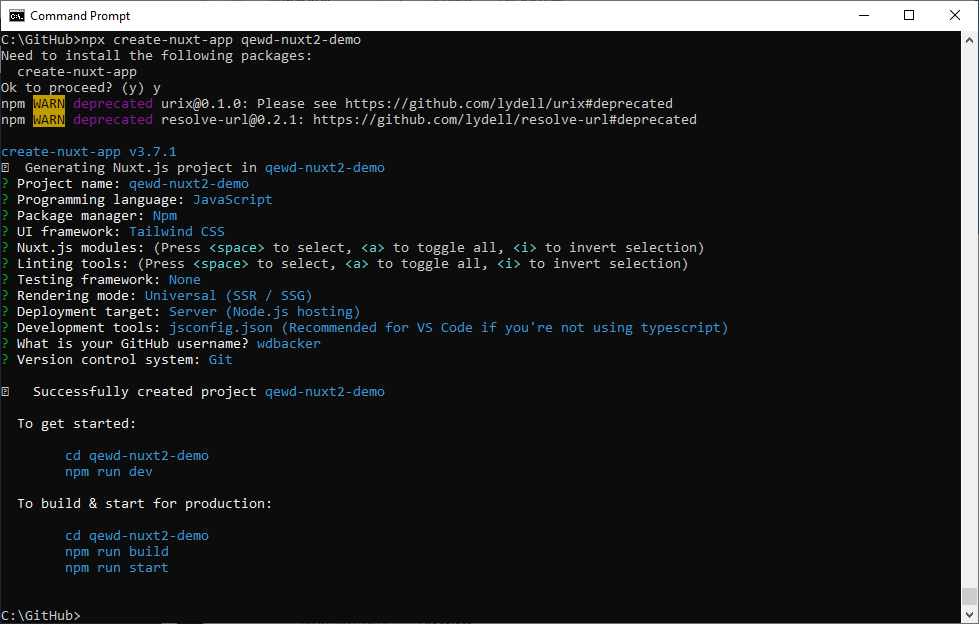 Command Prompt
C:\GitHub>npx create-nuxt-app qewd-nuxt2-demo
Need to install the following packages:
  create-nuxt-app
Ok to proceed? (y) y
npm WARN deprecated urix@0.1.0: Please see https://github.com/lydell/urix#deprecated
npm WARN deprecated resolve-url@0.2.1: https://github.com/lydell/resolve-url#deprecated

create-nuxt-app v3.7.1
Generating Nuxt.js project in qewd-nuxt2-demo
? Project name: qewd-nuxt2-demo
? Programming language: JavaScript
? Package manager: Npm
? UI framework: Tailwind CSS
? Nuxt.js modules: (Press <space> to select, <a> to toggle all, <i> to invert selection)
? Linting tools: (Press <space> to select, <a> to toggle all, <i> to invert selection)
? Testing framework: None
? Rendering mode: Universal (SSR / SSG)
? Deployment target: Server (Node.js hosting)
? Development tools: jsconfig.json (Recommended for VS Code if you're not using typescript)
? What is your GitHub username? wdbacker
? Version control system: Git

Successfully created project qewd-nuxt2-demo

  To get started:

        cd qewd-nuxt2-demo
        npm run dev

  To build & start for production:

        cd qewd-nuxt2-demo
        npm run build
        npm run start

C:\GitHub>